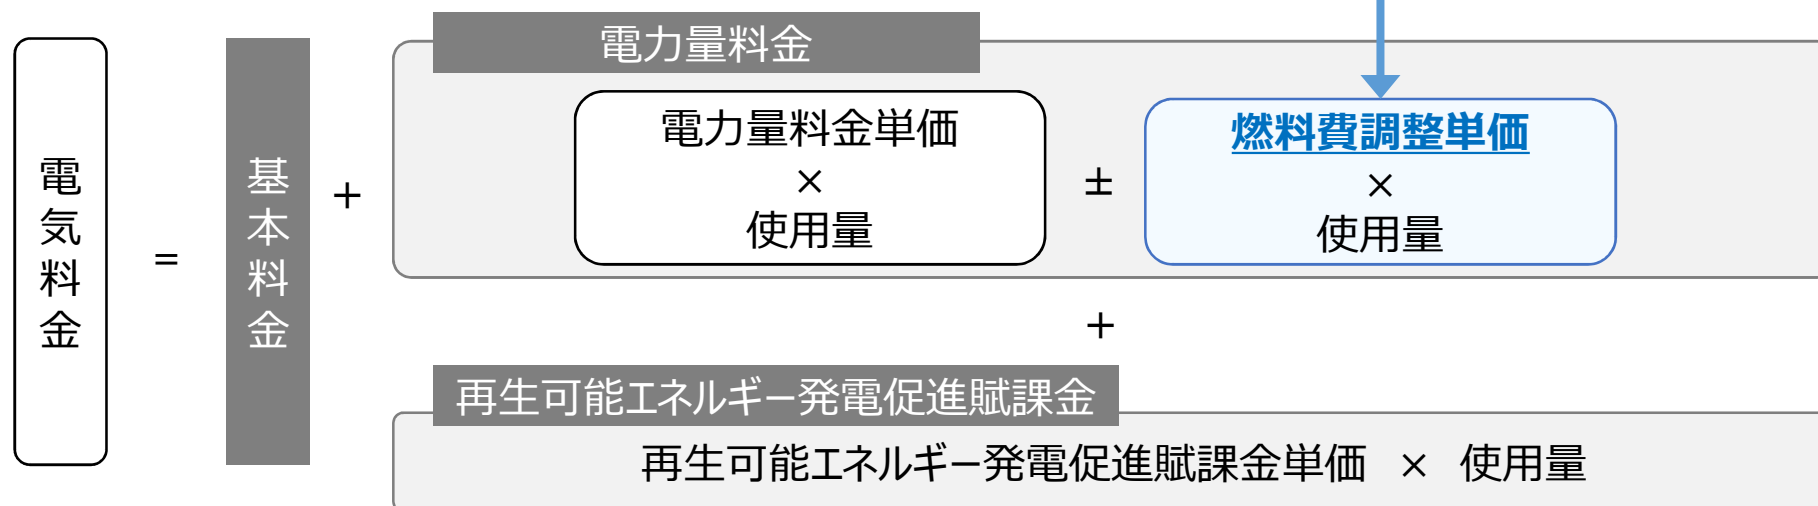 電気料金
=
基本料金
+
電力量料金
電力量料金単価
×
使用量
±
燃料費調整単価
×
使用量
+
再生可能エネルギー発電促進賦課金
再生可能エネルギー発電促進賦課金単価 × 使用量